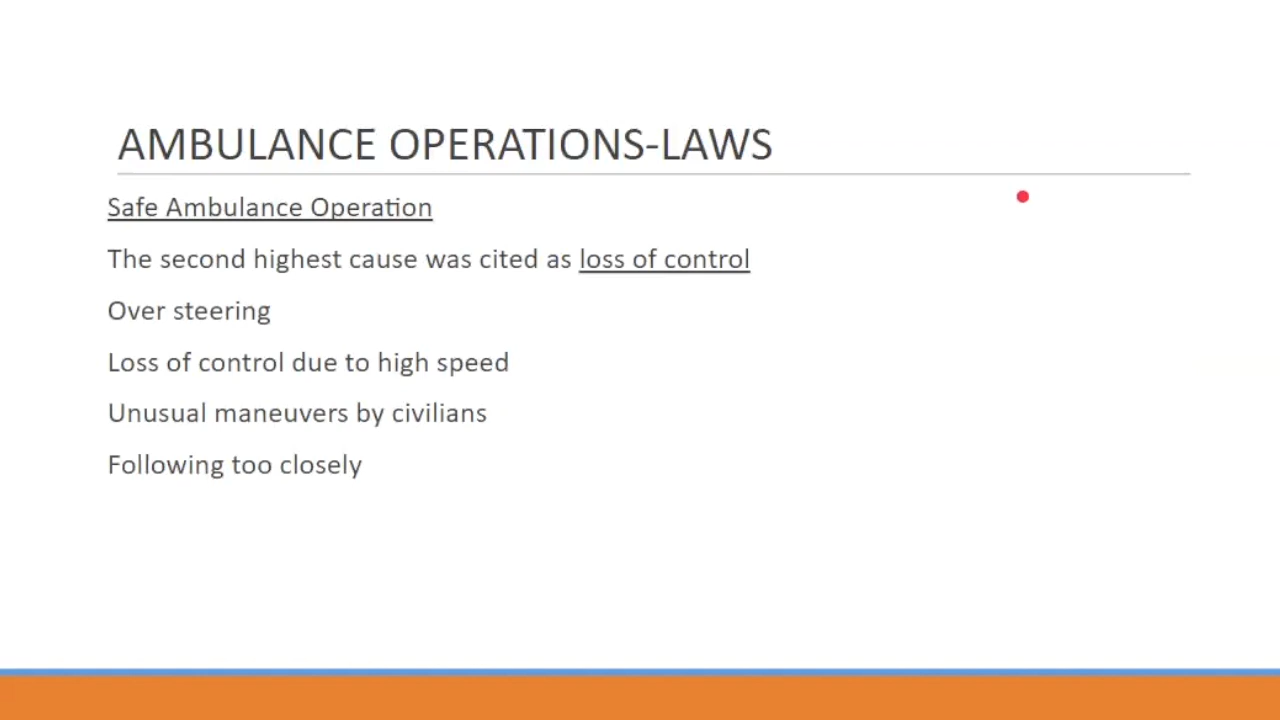 AMBULANCE OPERATIONS-LAWS
Safe Ambulance Operation
The second highest cause was cited as loss of control
Over steering
Loss of control due to high speed
Unusual maneuvers by civilians
Following too closely